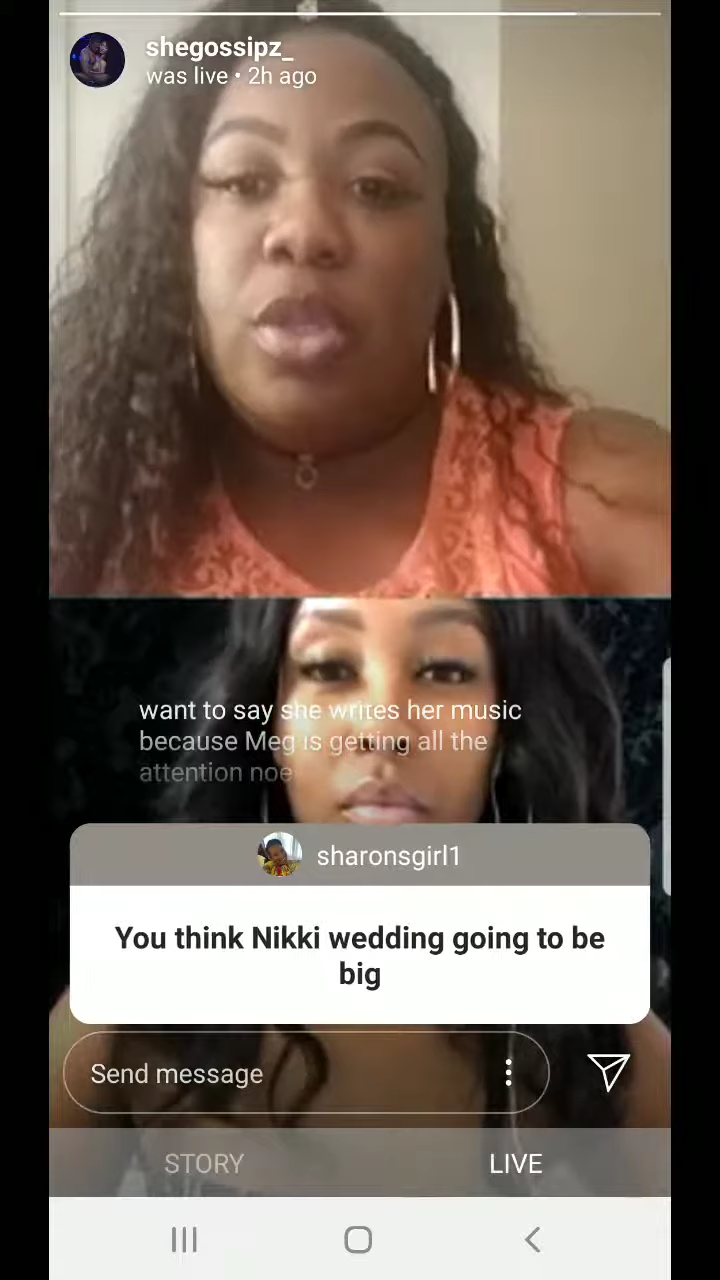 shegossipz_
was live • 2h ago
want to say she writes her music
because Meg is getting all the
attention noe
sharonsgirl1
You think Nikki wedding going to be
big
Send message
STORY LIVE